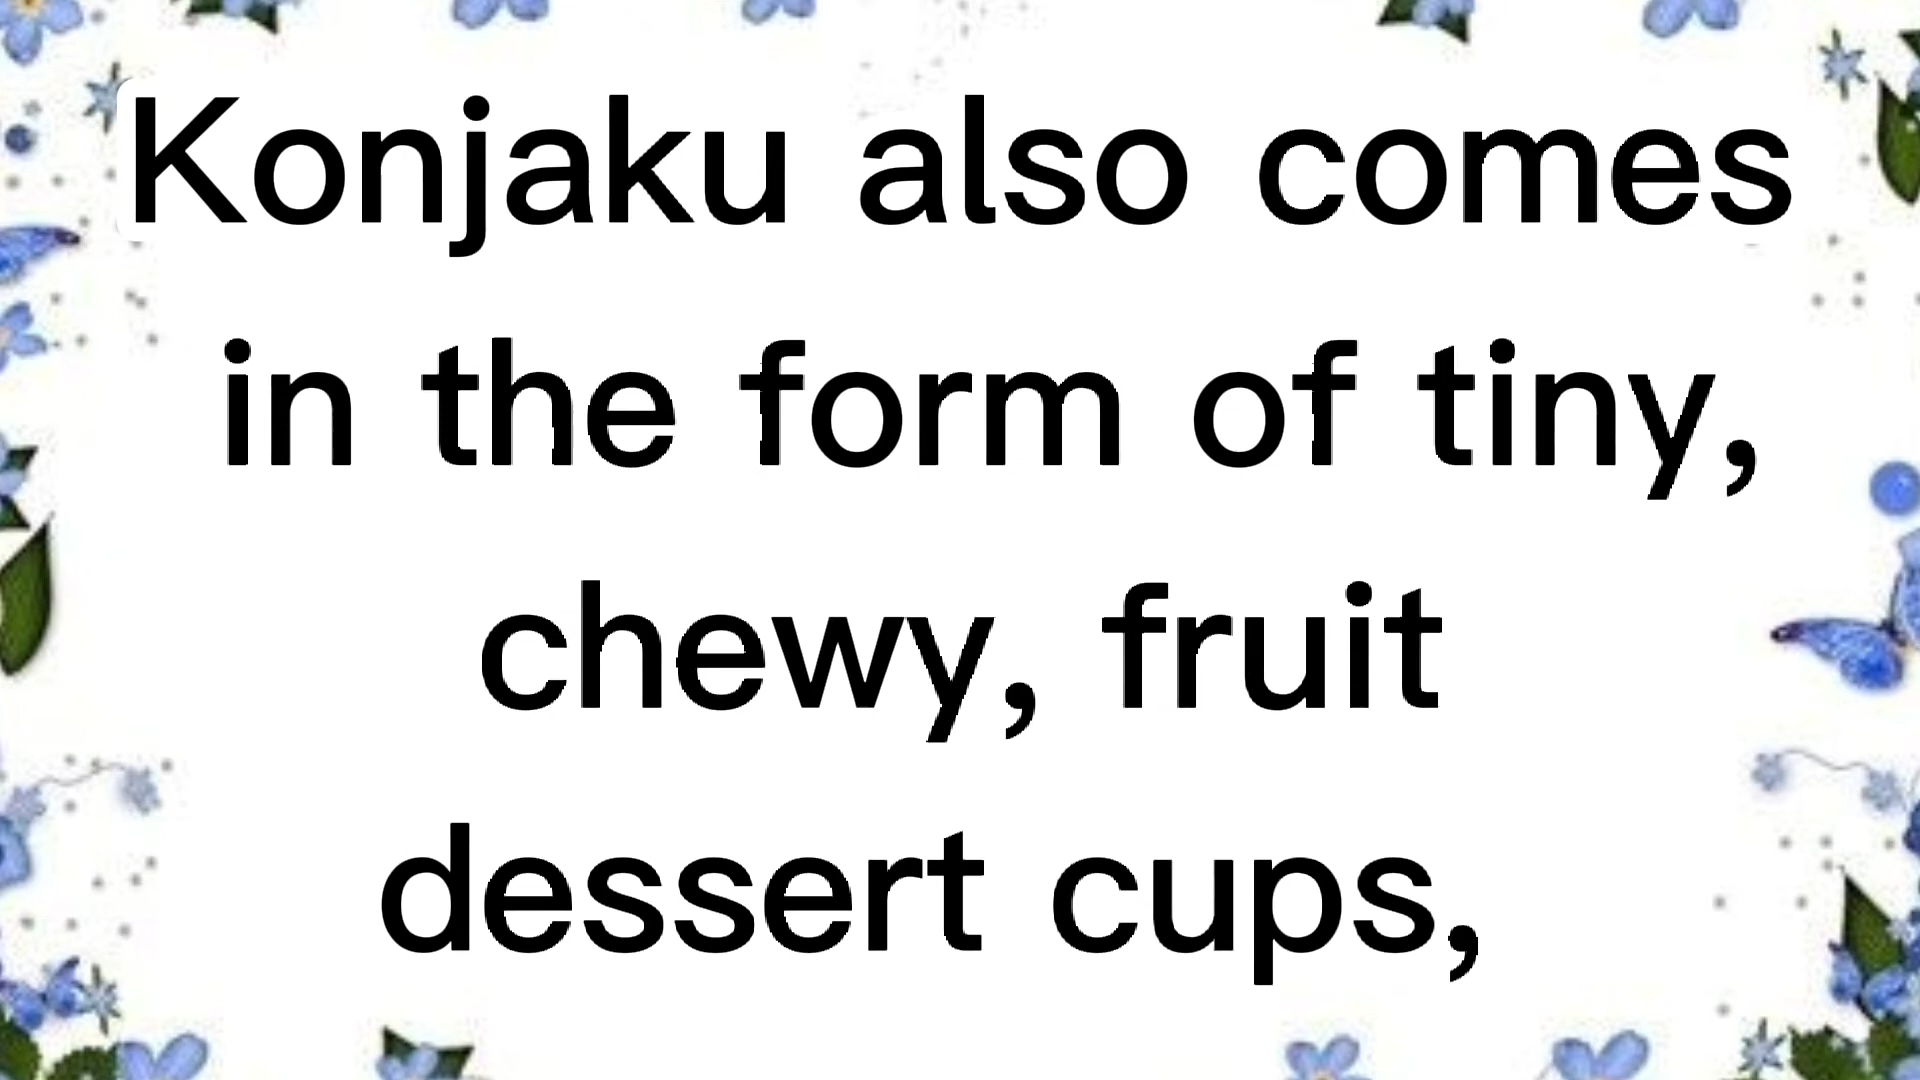 Konjaku also comes
in the form of tiny,
chewy, fruit
dessert cups,